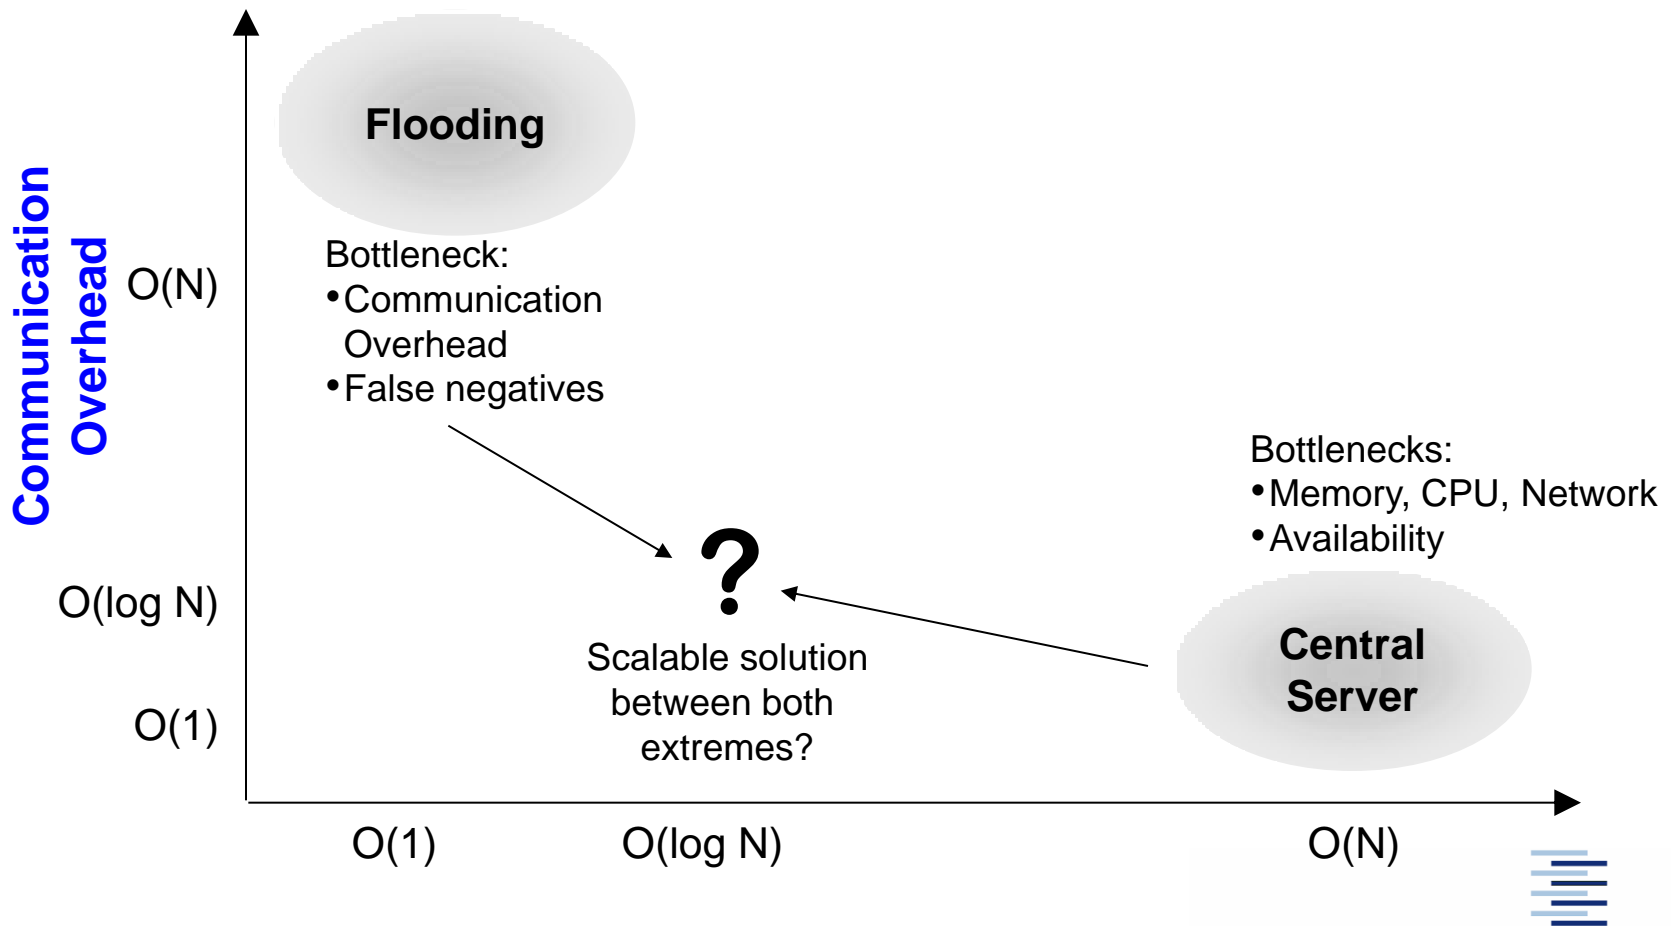 Flooding
Communication
Overhead
O(N)
Bottleneck:
•Communication
Overhead
•False negatives
Bottlenecks:
•Memory, CPU, Network
•Availability
?
O(log N)
Scalable solution
between both
extremes?
Central
Server
O(1)
O(1)
O(log N)
O(N)